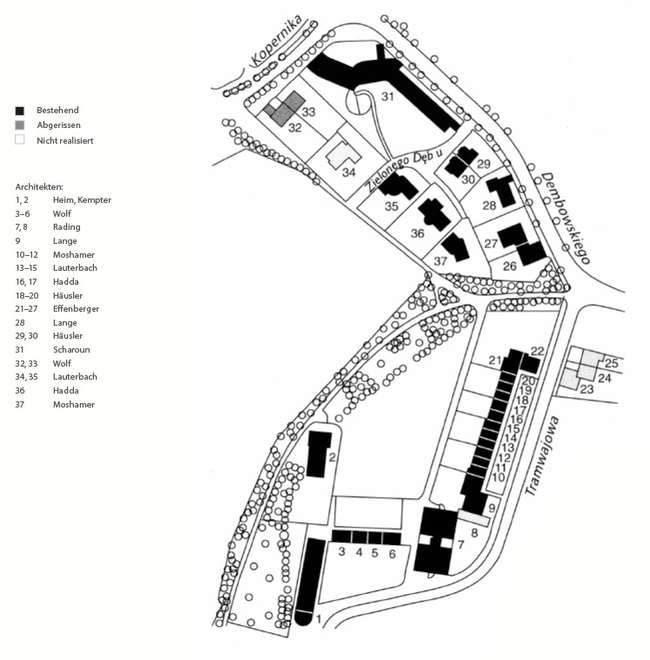 Kopernika
Bestehend
Abgerissen
Nicht realisiert
Architekten:
1, 2 Heim, Kempter
3–6 Wolf
7, 8 Rading
9 Lange
10–12 Moshamer
13–15 Lauterbach
16, 17 Hadda
18–20 Häusler
21–27 Effenberger
28 Lange
29, 30 Häusler
31 Scharoun
32, 33 Wolf
34, 35 Lauterbach
36 Hadda
37 Moshamer
31
33
32
34
Zielonego Dębu
29
30
Dembowskiego
35
28
36
27
37
26
22
21
25
20
24
19
23
18
17
16
15
14
13
12
11
10
Tramwajowa
2
9
8
7
3 4 5 6
1